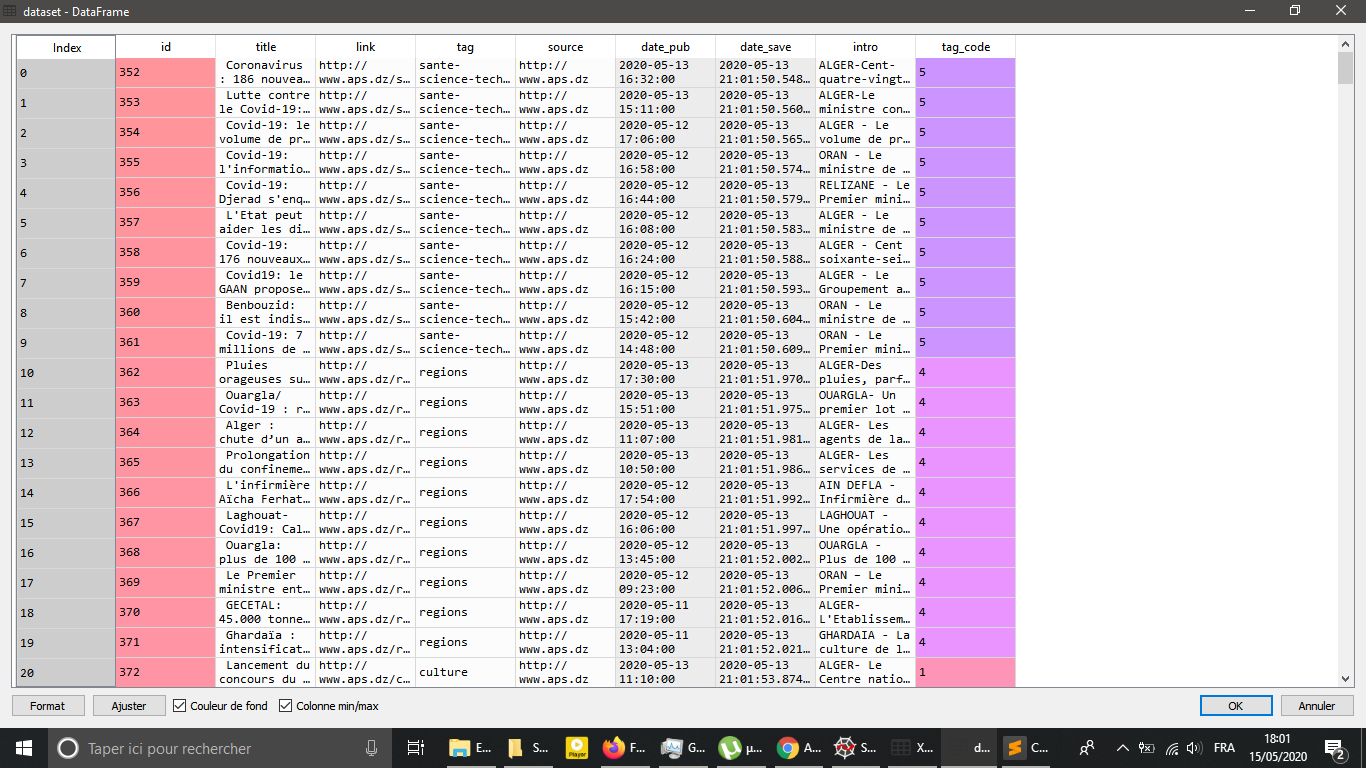 dataset - DataFrame
Index id title link tag source date_pub date_save intro tag_code
0 352 Coronavirus : 186 nouvea… http://www.aps.dz/s… sante-science-tech… http://www.aps.dz 2020-05-13 16:32:00 2020-05-13 21:01:50.548… ALGER-Cent-quatre-vingt… 5
1 353 Lutte contre le Covid-19:… http://www.aps.dz/s… sante-science-tech… http://www.aps.dz 2020-05-13 15:11:00 2020-05-13 21:01:50.560… ALGER-Le ministre con… 5
2 354 Covid-19: le volume de pr… http://www.aps.dz/s… sante-science-tech… http://www.aps.dz 2020-05-12 17:06:00 2020-05-13 21:01:50.565… ALGER - Le volume de pr… 5
3 355 Covid-19: l'informatio… http://www.aps.dz/s… sante-science-tech… http://www.aps.dz 2020-05-12 16:58:00 2020-05-13 21:01:50.574… ORAN - Le ministre de … 5
4 356 Covid-19: Djerad s'enq… http://www.aps.dz/s… sante-science-tech… http://www.aps.dz 2020-05-12 16:44:00 2020-05-13 21:01:50.579… RELIZANE - Le Premier mini… 5
5 357 L'Etat peut aider les di… http://www.aps.dz/s… sante-science-tech… http://www.aps.dz 2020-05-12 16:08:00 2020-05-13 21:01:50.583… ALGER - Le ministre de … 5
6 358 Covid-19: 176 nouveaux… http://www.aps.dz/s… sante-science-tech… http://www.aps.dz 2020-05-12 16:24:00 2020-05-13 21:01:50.588… ALGER - Cent soixante-sei… 5
7 359 Covid19: le GAAN propose… http://www.aps.dz/s… sante-science-tech… http://www.aps.dz 2020-05-12 16:15:00 2020-05-13 21:01:50.593… ALGER - Le Groupement a… 5
8 360 Benbouzid: il est indis… http://www.aps.dz/s… sante-science-tech… http://www.aps.dz 2020-05-12 15:42:00 2020-05-13 21:01:50.604… ORAN - Le ministre de … 5
9 361 Covid-19: 7 millions de … http://www.aps.dz/s… sante-science-tech… http://www.aps.dz 2020-05-12 14:48:00 2020-05-13 21:01:50.609… ORAN - Le Premier mini… 5
10 362 Pluies orageuses su… http://www.aps.dz/r… regions http://www.aps.dz 2020-05-13 17:30:00 2020-05-13 21:01:51.970… ALGER-Des pluies, parf… 4
11 363 Ouargla/Covid-19 : r… http://www.aps.dz/r… regions http://www.aps.dz 2020-05-13 15:51:00 2020-05-13 21:01:51.975… OUARGLA- Un premier lot … 4
12 364 Alger : chute d’un a… http://www.aps.dz/r… regions http://www.aps.dz 2020-05-13 11:07:00 2020-05-13 21:01:51.981… ALGER- Les agents de la… 4
13 365 Prolongation du confineme… http://www.aps.dz/r… regions http://www.aps.dz 2020-05-13 10:50:00 2020-05-13 21:01:51.986… ALGER- Les services de … 4
14 366 L'infirmière Aïcha Ferhat… http://www.aps.dz/r… regions http://www.aps.dz 2020-05-12 17:54:00 2020-05-13 21:01:51.992… AIN DEFLA - Infirmière d… 4
15 367 Laghouat-Covid19: Cal… http://www.aps.dz/r… regions http://www.aps.dz 2020-05-12 16:06:00 2020-05-13 21:01:51.997… LAGHOUAT - Une opératio… 4
16 368 Ouargla: plus de 100 … http://www.aps.dz/r… regions http://www.aps.dz 2020-05-12 13:45:00 2020-05-13 21:01:52.002… OUARGLA - Plus de 100 … 4
17 369 Le Premier ministre ent… http://www.aps.dz/r… regions http://www.aps.dz 2020-05-12 09:23:00 2020-05-13 21:01:52.006… ORAN – Le Premier mini… 4
18 370 GECETAL: 45.000 tonne… http://www.aps.dz/r… regions http://www.aps.dz 2020-05-11 17:19:00 2020-05-13 21:01:52.016… ALGER-L'Etablissem… 4
19 371 Ghardaïa : intensificat… http://www.aps.dz/r… regions http://www.aps.dz 2020-05-11 13:04:00 2020-05-13 21:01:52.021… GHARDAIA - La culture de l… 4
20 372 Lancement du concours du … http://www.aps.dz/c… culture http://www.aps.dz 2020-05-13 11:10:00 2020-05-13 21:01:53.874… ALGER- Le Centre natio… 1
Format Ajuster Couleur de fond Colonne min/max OK Annuler
Taper ici pour rechercher E... S... Player F... G... µ... A... S... X... d... C... FRA 18:01
15/05/2020 2